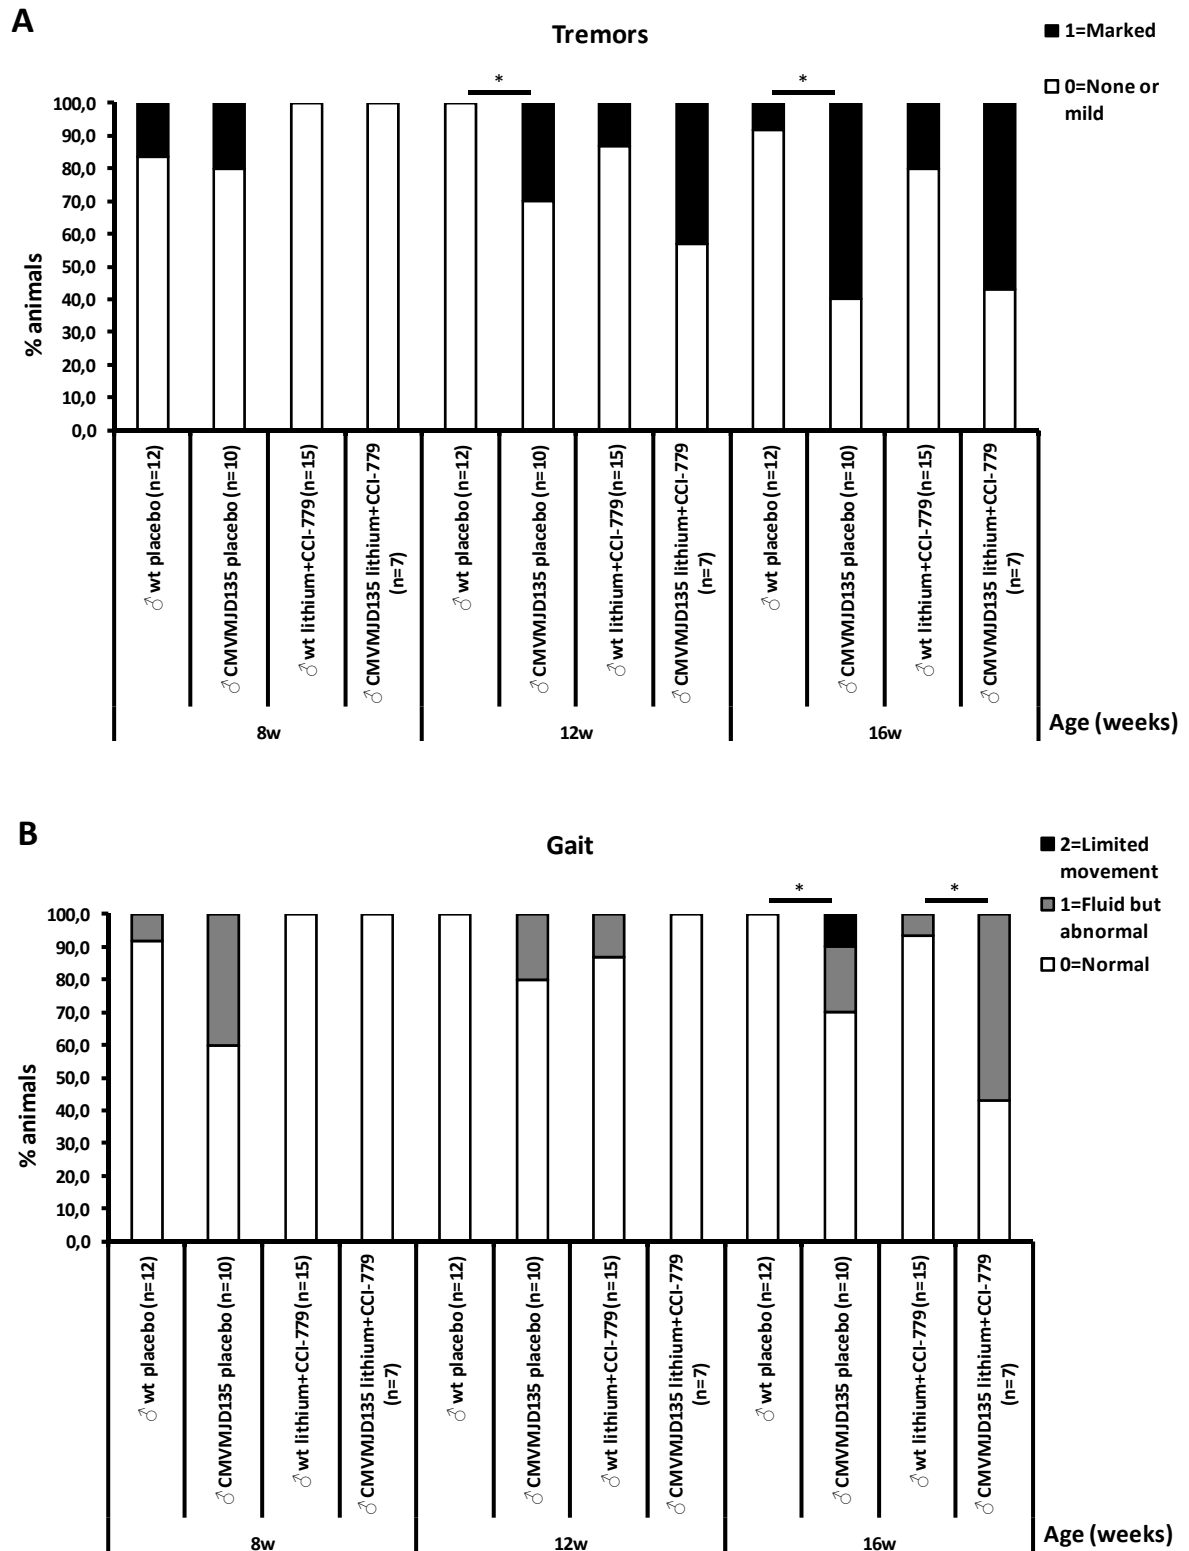 A
Tremors
1=Marked
0=None or
mild
% animals
100,0
90,0
80,0
70,0
60,0
50,0
40,0
30,0
20,0
10,0
0,0
*
*
♂ wt placebo (n=12)
♂ CMVMJD135 placebo (n=10)
♂ wt lithium+CCI-779 (n=15)
♂ CMVMJD135 lithium+CCI-779
(n=7)
♂ wt placebo (n=12)
♂ CMVMJD135 placebo (n=10)
♂ wt lithium+CCI-779 (n=15)
♂ CMVMJD135 lithium+CCI-779
(n=7)
♂ wt placebo (n=12)
♂ CMVMJD135 placebo (n=10)
♂ wt lithium+CCI-779 (n=15)
♂ CMVMJD135 lithium+CCI-779
(n=7)
8w
12w
16w
Age (weeks)
B
Gait
2=Limited
movement
1=Fluid but
abnormal
0=Normal
% animals
100,0
90,0
80,0
70,0
60,0
50,0
40,0
30,0
20,0
10,0
0,0
*
*
♂ wt placebo (n=12)
♂ CMVMJD135 placebo (n=10)
♂ wt lithium+CCI-779 (n=15)
♂ CMVMJD135 lithium+CCI-779
(n=7)
♂ wt placebo (n=12)
♂ CMVMJD135 placebo (n=10)
♂ wt lithium+CCI-779 (n=15)
♂ CMVMJD135 lithium+CCI-779
(n=7)
♂ wt placebo (n=12)
♂ CMVMJD135 placebo (n=10)
♂ wt lithium+CCI-779 (n=15)
♂ CMVMJD135 lithium+CCI-779
(n=7)
8w
12w
16w
Age (weeks)